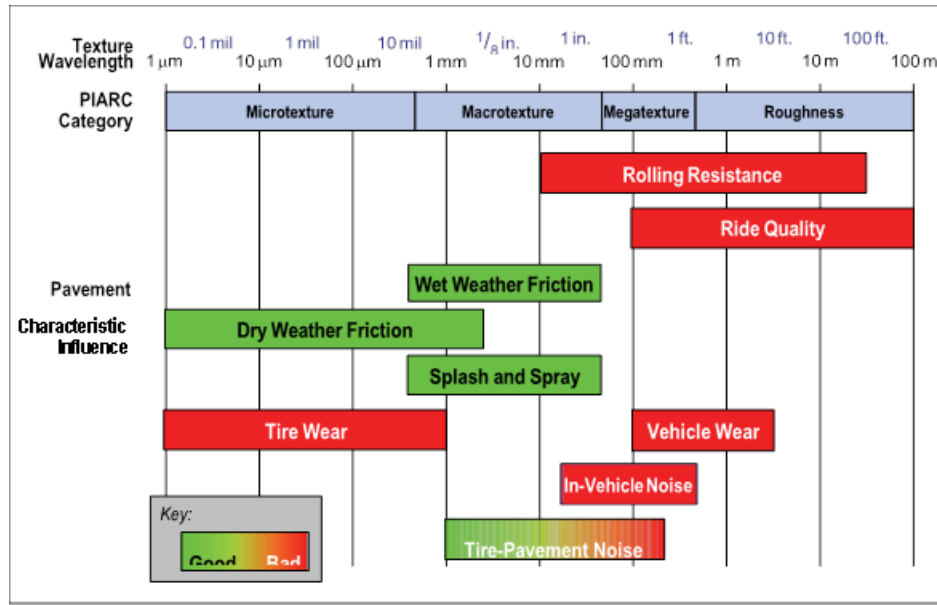 Texture 0.1 mil 1 mil 10 mil 1/8 in. 1 in. 1 ft. 10 ft. 100 ft.
Wavelength 1 µm 10 µm 100 µm 1 mm 10 mm 100 mm 1 m 10 m 100 m
PIARC
Category
Microtexture Macrotexture Megatexture Roughness
Rolling Resistance
Ride Quality
Pavement
Wet Weather Friction
Characteristic
Influence
Dry Weather Friction
Splash and Spray
Tire Wear Vehicle Wear
In-Vehicle Noise
Key:
Tire-Pavement Noise
Good Bad